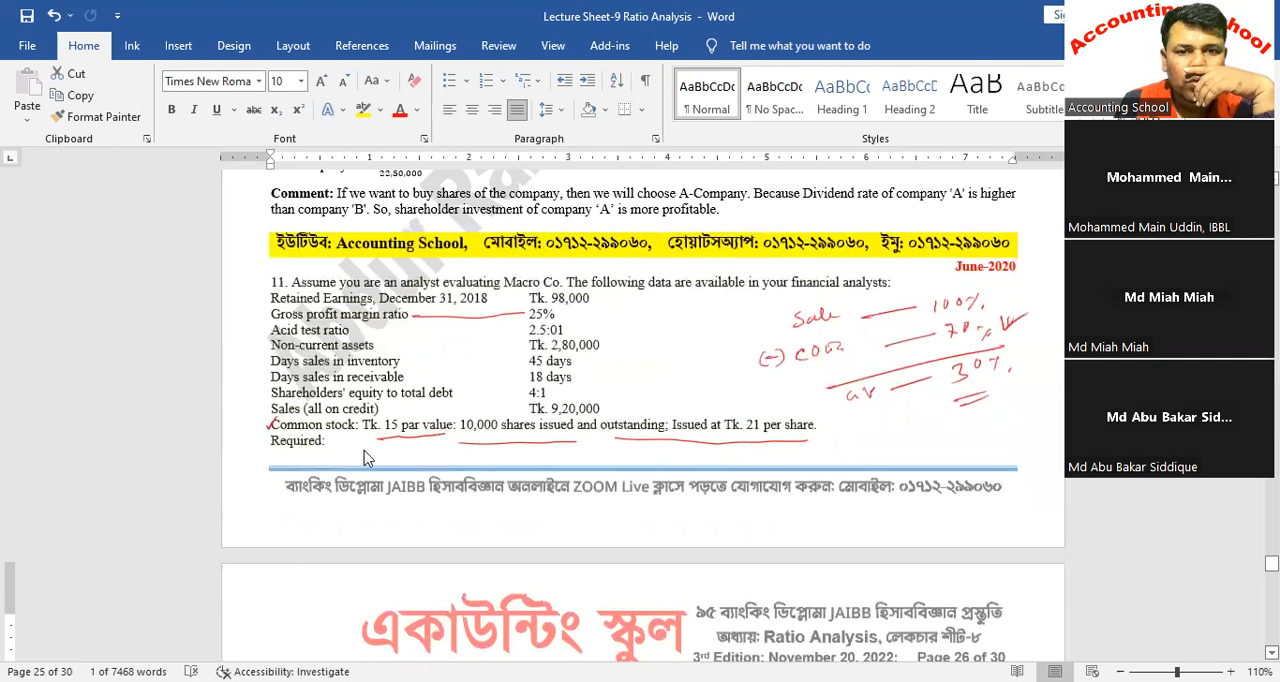 Lecture Sheet-9 Ratio Analysis - Word
File Home Ink Insert Design Layout References Mailings Review View Add-ins Help Tell me what you want to do
Accounting School
Paste
Cut
Copy
Format Painter
Clipboard
Times New Roma 10
Font
Paragraph
AaBbCcDc AaBbCcDc AaBbCc AaBbCcD AaB AaBbCcD
¶ Normal ¶ No Spac... Heading 1 Heading 2 Title Subtitle
Styles
Accounting School
22,50,000
Comment: If we want to buy shares of the company, then we will choose A-Company. Because Dividend rate of company 'A' is higher
than company 'B'. So, shareholder investment of company ‘A’ is more profitable.
ইউটিউব: Accounting School, মোবাইল: ০১৭১২-২৯৯০৬০, হোয়াটসঅ্যাপ: ০১৭১২-২৯৯০৬০, ইমু: ০১৭১২-২৯৯০৬০
June-2020
11. Assume you are an analyst evaluating Macro Co. The following data are available in your financial analysts:
Retained Earnings, December 31, 2018 Tk. 98,000
Gross profit margin ratio 25%
Acid test ratio 2.5:01
Non-current assets Tk. 2,80,000
Days sales in inventory 45 days
Days sales in receivable 18 days
Shareholders' equity to total debt 4:1
Sales (all on credit) Tk. 9,20,000
Common stock: Tk. 15 par value: 10,000 shares issued and outstanding; Issued at Tk. 21 per share.
Required:
Sale 100%
(-) COGS 70%
30%
ব্যাংকিং ডিপ্লোমা JAIBB হিসাববিজ্ঞান অনলাইনে ZOOM Live ক্লাসে পড়তে যোগাযোগ করুন: মোবাইল: ০১৭১২-২৯৯০৬০
একাউন্টিং স্কুল
৯৫ ব্যাংকিং ডিপ্লোমা JAIBB হিসাববিজ্ঞান প্রস্তুতি
অধ্যায়: Ratio Analysis, লেকচার শীট-৮
3rd Edition: November 20, 2022: Page 26 of 30
Mohammed Main...
Mohammed Main Uddin, IBBL
Md Miah Miah
Md Miah Miah
Md Abu Bakar Sid...
Md Abu Bakar Siddique
Page 25 of 30 1 of 7468 words Accessibility: Investigate 110%